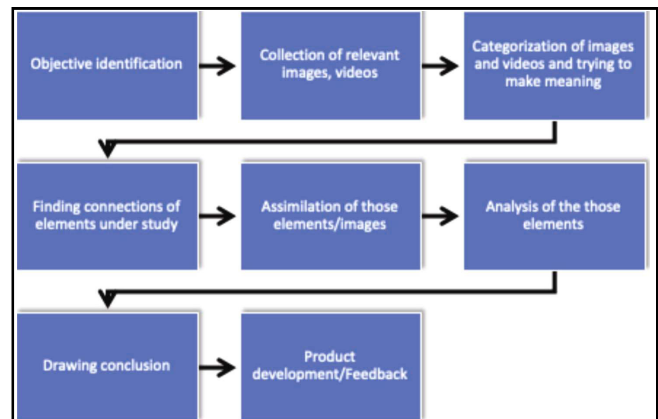 Objective identification
Collection of relevant
images, videos
Categorization of images
and videos and trying to
make meaning
Finding connections of
elements under study
Assimilation of those
elements/images
Analysis of the those
elements
Drawing conclusion
Product
development/Feedback